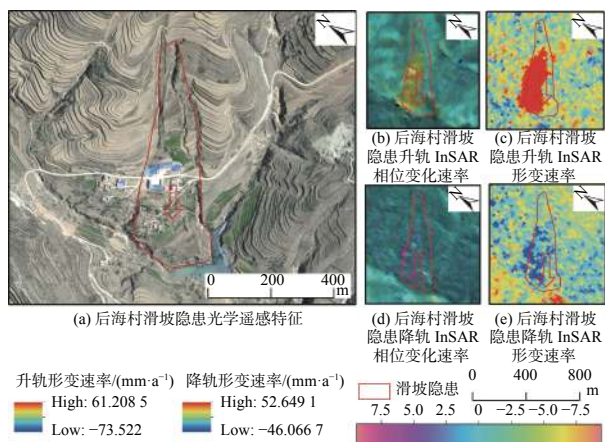 N
N
N
(b) 后海村滑坡
隐患升轨 InSAR
相位变化速率
(c) 后海村滑坡
隐患升轨 InSAR
形变速率
0 200 400
m
(a) 后海村滑坡隐患光学遥感特征
N
N
(d) 后海村滑坡
隐患降轨 InSAR
相位变化速率
(e) 后海村滑坡
隐患降轨 InSAR
形变速率
升轨形变速率/(mm·a⁻¹)
High: 61.208 5
Low: −73.522
降轨形变速率/(mm·a⁻¹)
High: 52.649 1
Low: −46.066 7
滑坡隐患
0 400 800
m
7.5 5.0 2.5 0 −2.5 −5.0 −7.5